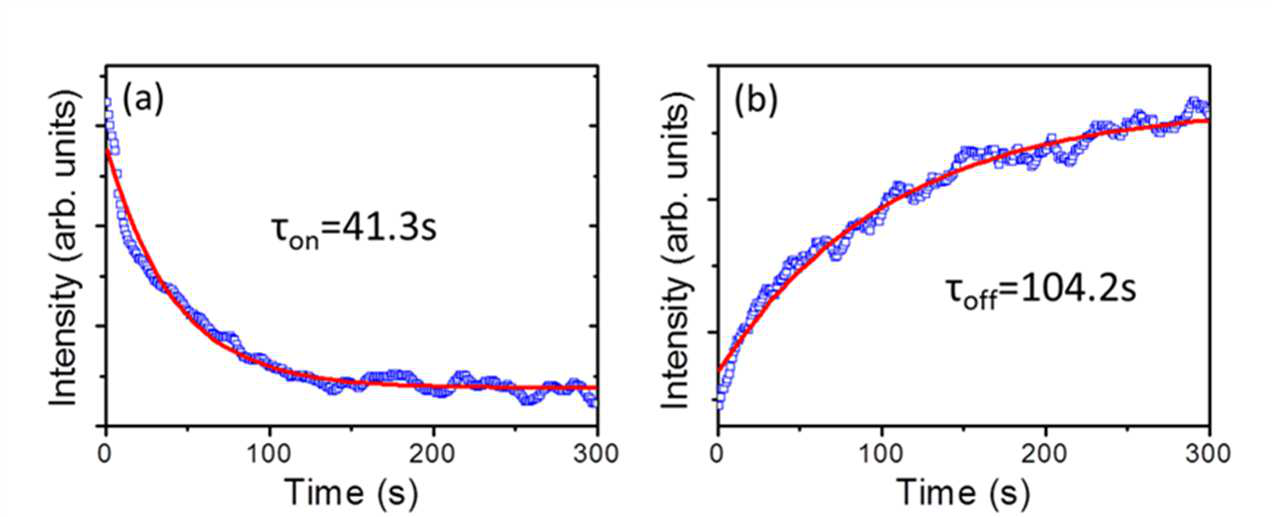 (a)
Intensity (arb. units)
τon=41.3s
0 100 200 300
Time (s)
(b)
Intensity (arb. units)
τoff=104.2s
0 100 200 300
Time (s)